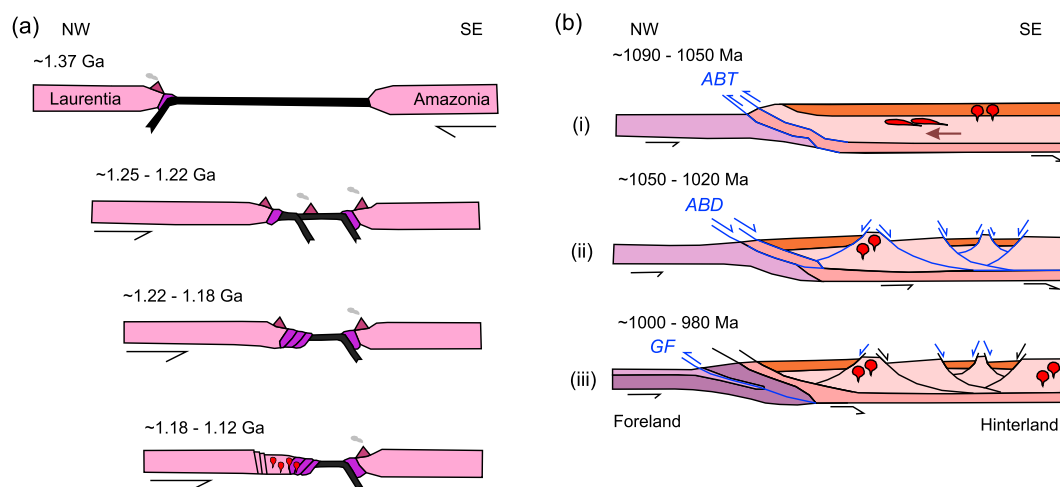 (a)
NW
SE
~1.37 Ga
Laurentia
Amazonia
~1.25 - 1.22 Ga
~1.22 - 1.18 Ga
~1.18 - 1.12 Ga
(b)
NW
SE
~1090 - 1050 Ma
ABT
(i)
~1050 - 1020 Ma
ABD
(ii)
~1000 - 980 Ma
GF
(iii)
Foreland
Hinterland